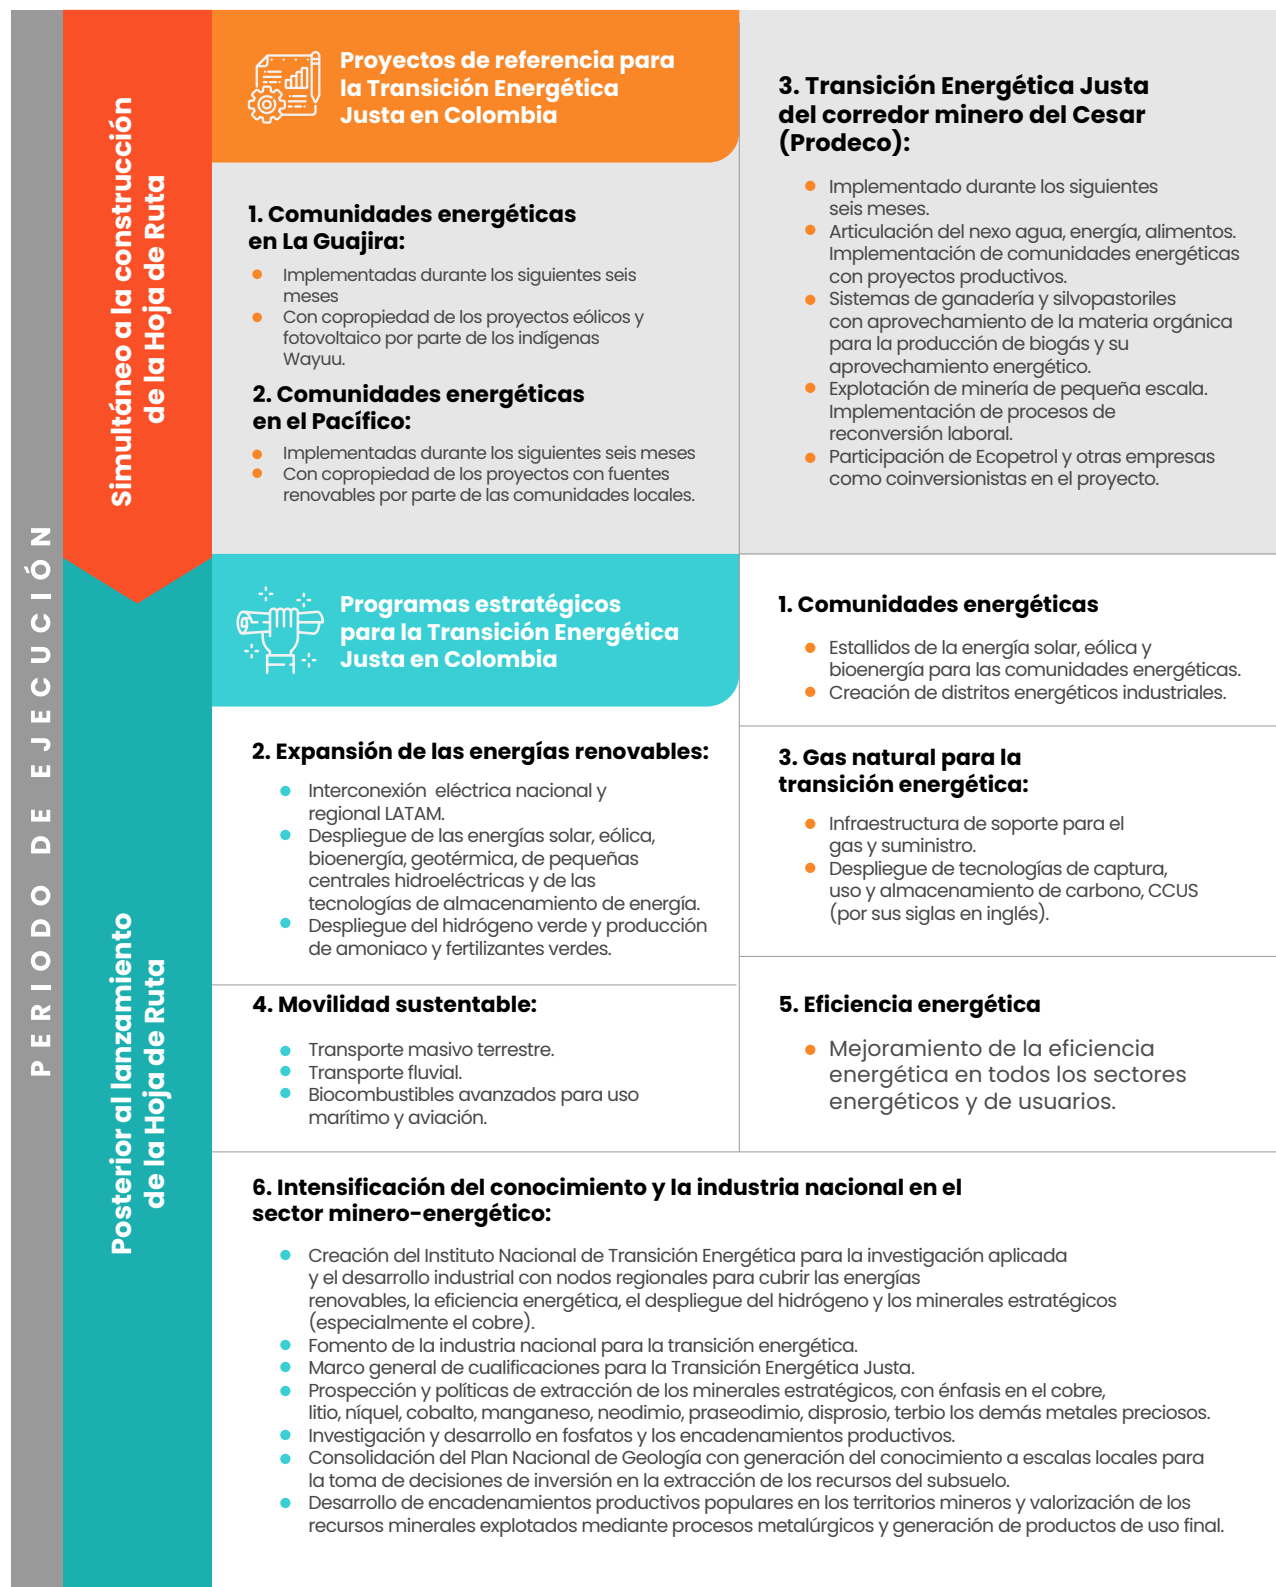 PERIODO DE EJECUCIÓN
Simultáneo a la construcción
de la Hoja de Ruta
Proyectos de referencia para
la Transición Energética
Justa en Colombia
1. Comunidades energéticas
en La Guajira:
Implementadas durante los siguientes seis
meses
Con copropiedad de los proyectos eólicos y
fotovoltaico por parte de los indígenas
Wayuu.
2. Comunidades energéticas
en el Pacífico:
Implementadas durante los siguientes seis meses
Con copropiedad de los proyectos con fuentes
renovables por parte de las comunidades locales.
3. Transición Energética Justa
del corredor minero del Cesar
(Prodeco):
Implementado durante los siguientes
seis meses.
Articulación del nexo agua, energía, alimentos.
Implementación de comunidades energéticas
con proyectos productivos.
Sistemas de ganadería y silvopastoriles
con aprovechamiento de la materia orgánica
para la producción de biogás y su
aprovechamiento energético.
Explotación de minería de pequeña escala.
Implementación de procesos de
reconversión laboral.
Participación de Ecopetrol y otras empresas
como coinversionistas en el proyecto.
Posterior al lanzamiento
de la Hoja de Ruta
Programas estratégicos
para la Transición Energética
Justa en Colombia
1. Comunidades energéticas
Estallidos de la energía solar, eólica y
bioenergía para las comunidades energéticas.
Creación de distritos energéticos industriales.
2. Expansión de las energías renovables:
Interconexión eléctrica nacional y
regional LATAM.
Despliegue de las energías solar, eólica,
bioenergía, geotérmica, de pequeñas
centrales hidroeléctricas y de las
tecnologías de almacenamiento de energía.
Despliegue del hidrógeno verde y producción
de amoniaco y fertilizantes verdes.
3. Gas natural para la
transición energética:
Infraestructura de soporte para el
gas y suministro.
Despliegue de tecnologías de captura,
uso y almacenamiento de carbono, CCUS
(por sus siglas en inglés).
4. Movilidad sustentable:
Transporte masivo terrestre.
Transporte fluvial.
Biocombustibles avanzados para uso
marítimo y aviación.
5. Eficiencia energética
Mejoramiento de la eficiencia
energética en todos los sectores
energéticos y de usuarios.
6. Intensificación del conocimiento y la industria nacional en el
sector minero-energético:
Creación del Instituto Nacional de Transición Energética para la investigación aplicada
y el desarrollo industrial con nodos regionales para cubrir las energías
renovables, la eficiencia energética, el despliegue del hidrógeno y los minerales estratégicos
(especialmente el cobre).
Fomento de la industria nacional para la transición energética.
Marco general de cualificaciones para la Transición Energética Justa.
Prospección y políticas de extracción de los minerales estratégicos, con énfasis en el cobre,
litio, níquel, cobalto, manganeso, neodimio, praseodimio, disprosio, terbio los demás metales preciosos.
Investigación y desarrollo en fosfatos y los encadenamientos productivos.
Consolidación del Plan Nacional de Geología con generación del conocimiento a escalas locales para
la toma de decisiones de inversión en la extracción de los recursos del subsuelo.
Desarrollo de encadenamientos productivos populares en los territorios mineros y valorización de los
recursos minerales explotados mediante procesos metalúrgicos y generación de productos de uso final.